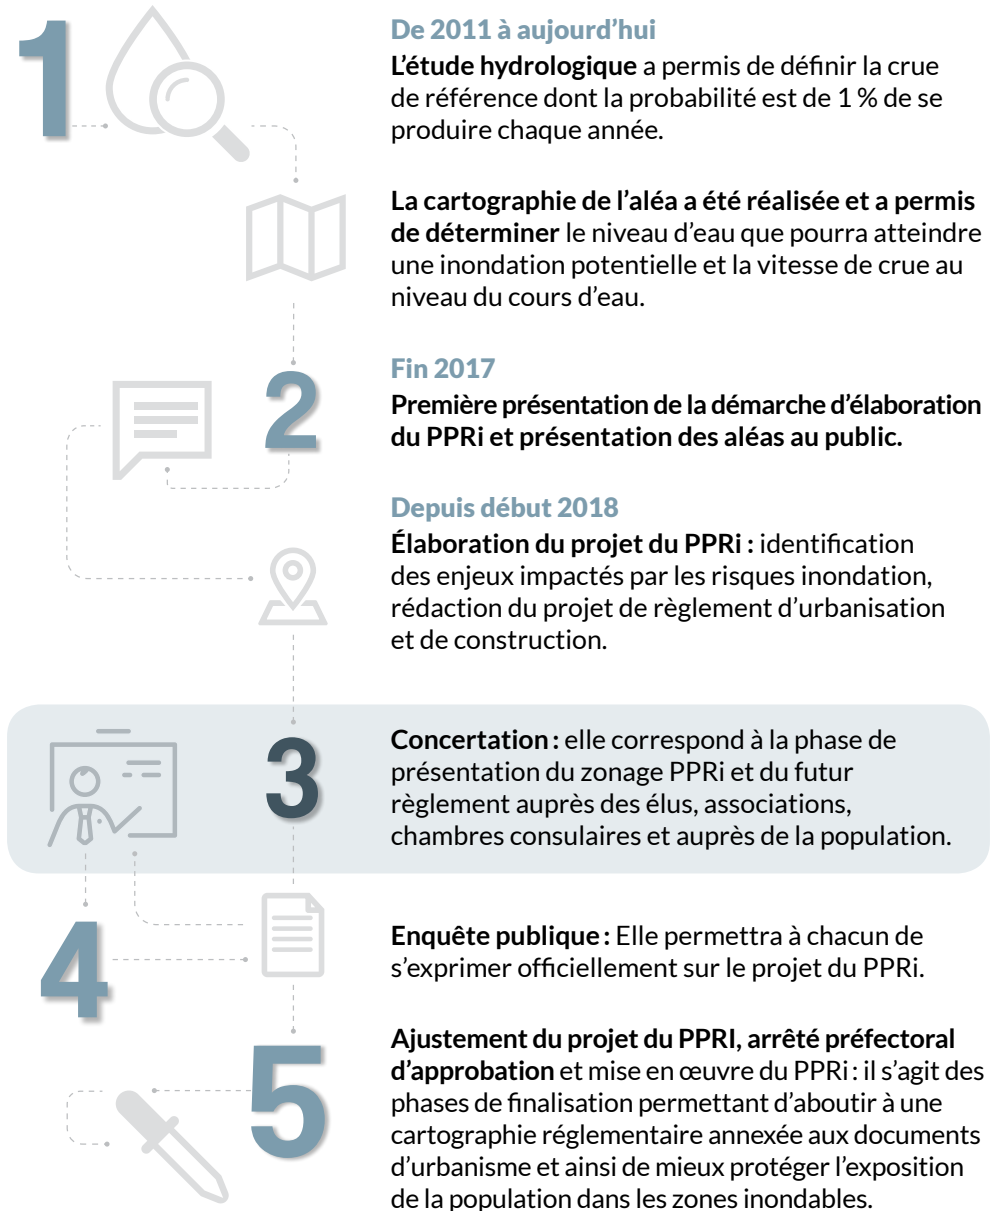 1
De 2011 à aujourd’hui
L’étude hydrologique a permis de définir la crue
de référence dont la probabilité est de 1 % de se
produire chaque année.
La cartographie de l’aléa a été réalisée et a permis
de déterminer le niveau d’eau que pourra atteindre
une inondation potentielle et la vitesse de crue au
niveau du cours d’eau.
2
Fin 2017
Première présentation de la démarche d’élaboration
du PPRi et présentation des aléas au public.
Depuis début 2018
Élaboration du projet du PPRi : identification
des enjeux impactés par les risques inondation,
rédaction du projet de règlement d’urbanisation
et de construction.
3
Concertation : elle correspond à la phase de
présentation du zonage PPRi et du futur
règlement auprès des élus, associations,
chambres consulaires et auprès de la population.
4
Enquête publique : Elle permettra à chacun de
s’exprimer officiellement sur le projet du PPRi.
5
Ajustement du projet du PPRI, arrêté préfectoral
d’approbation et mise en œuvre du PPRi : il s’agit des
phases de finalisation permettant d’aboutir à une
cartographie réglementaire annexée aux documents
d’urbanisme et ainsi de mieux protéger l’exposition
de la population dans les zones inondables.